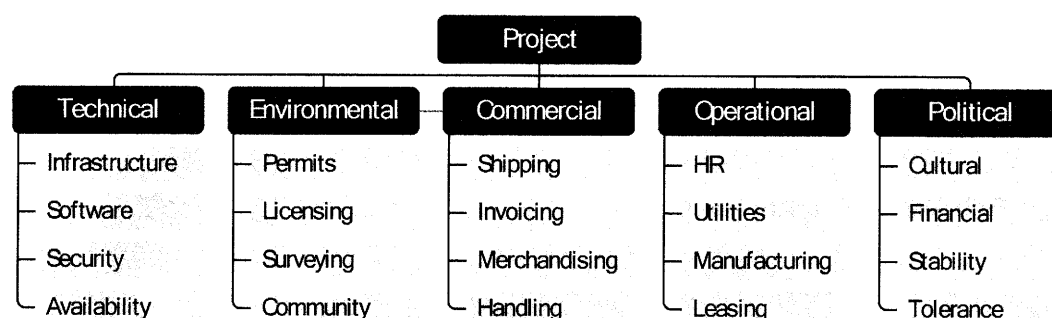 Project
Technical
Environmental
Commercial
Operational
Political
Infrastructure
Software
Security
Availability
Permits
Licensing
Surveying
Community
Shipping
Invoicing
Merchandising
Handling
HR
Utilities
Manufacturing
Leasing
Cultural
Financial
Stability
Tolerance